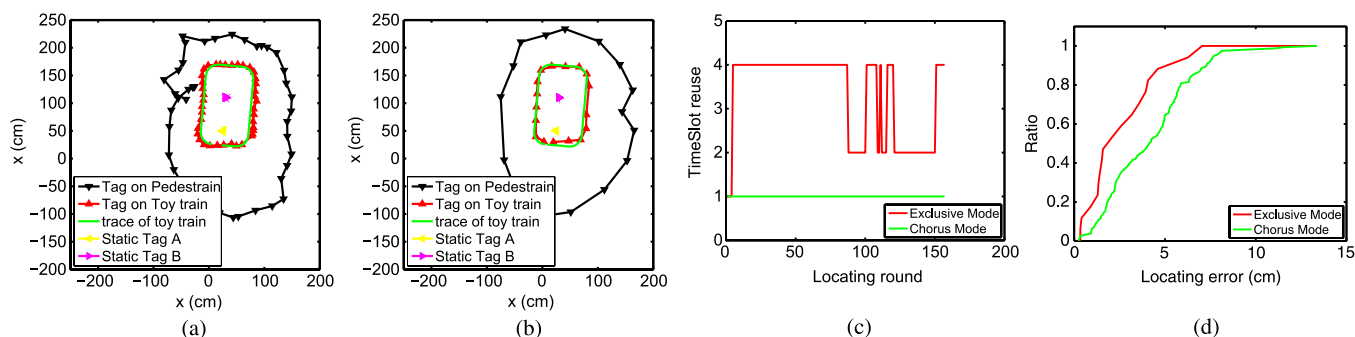 250
200
150
100
50
0
−50
−100
−150
−200
x (cm)
Tag on Pedestrain
Tag on Toy train
trace of toy train
Static Tag A
Static Tag B
−200 −100 0 100 200
x (cm)
(a)
250
200
150
100
50
0
−50
−100
−150
−200
x (cm)
Tag on Pedestrain
Tag on Toy train
trace of toy train
Static Tag A
Static Tag B
−200 −100 0 100 200
x (cm)
(b)
5
4
3
2
1
0
TimeSlot reuse
Exclusive Mode
Chorus Mode
0 50 100 150 200
Locating round
(c)
1
0.8
0.6
0.4
0.2
0
Ratio
Exclusive Mode
Chorus Mode
0 5 10 15
Locating error (cm)
(d)